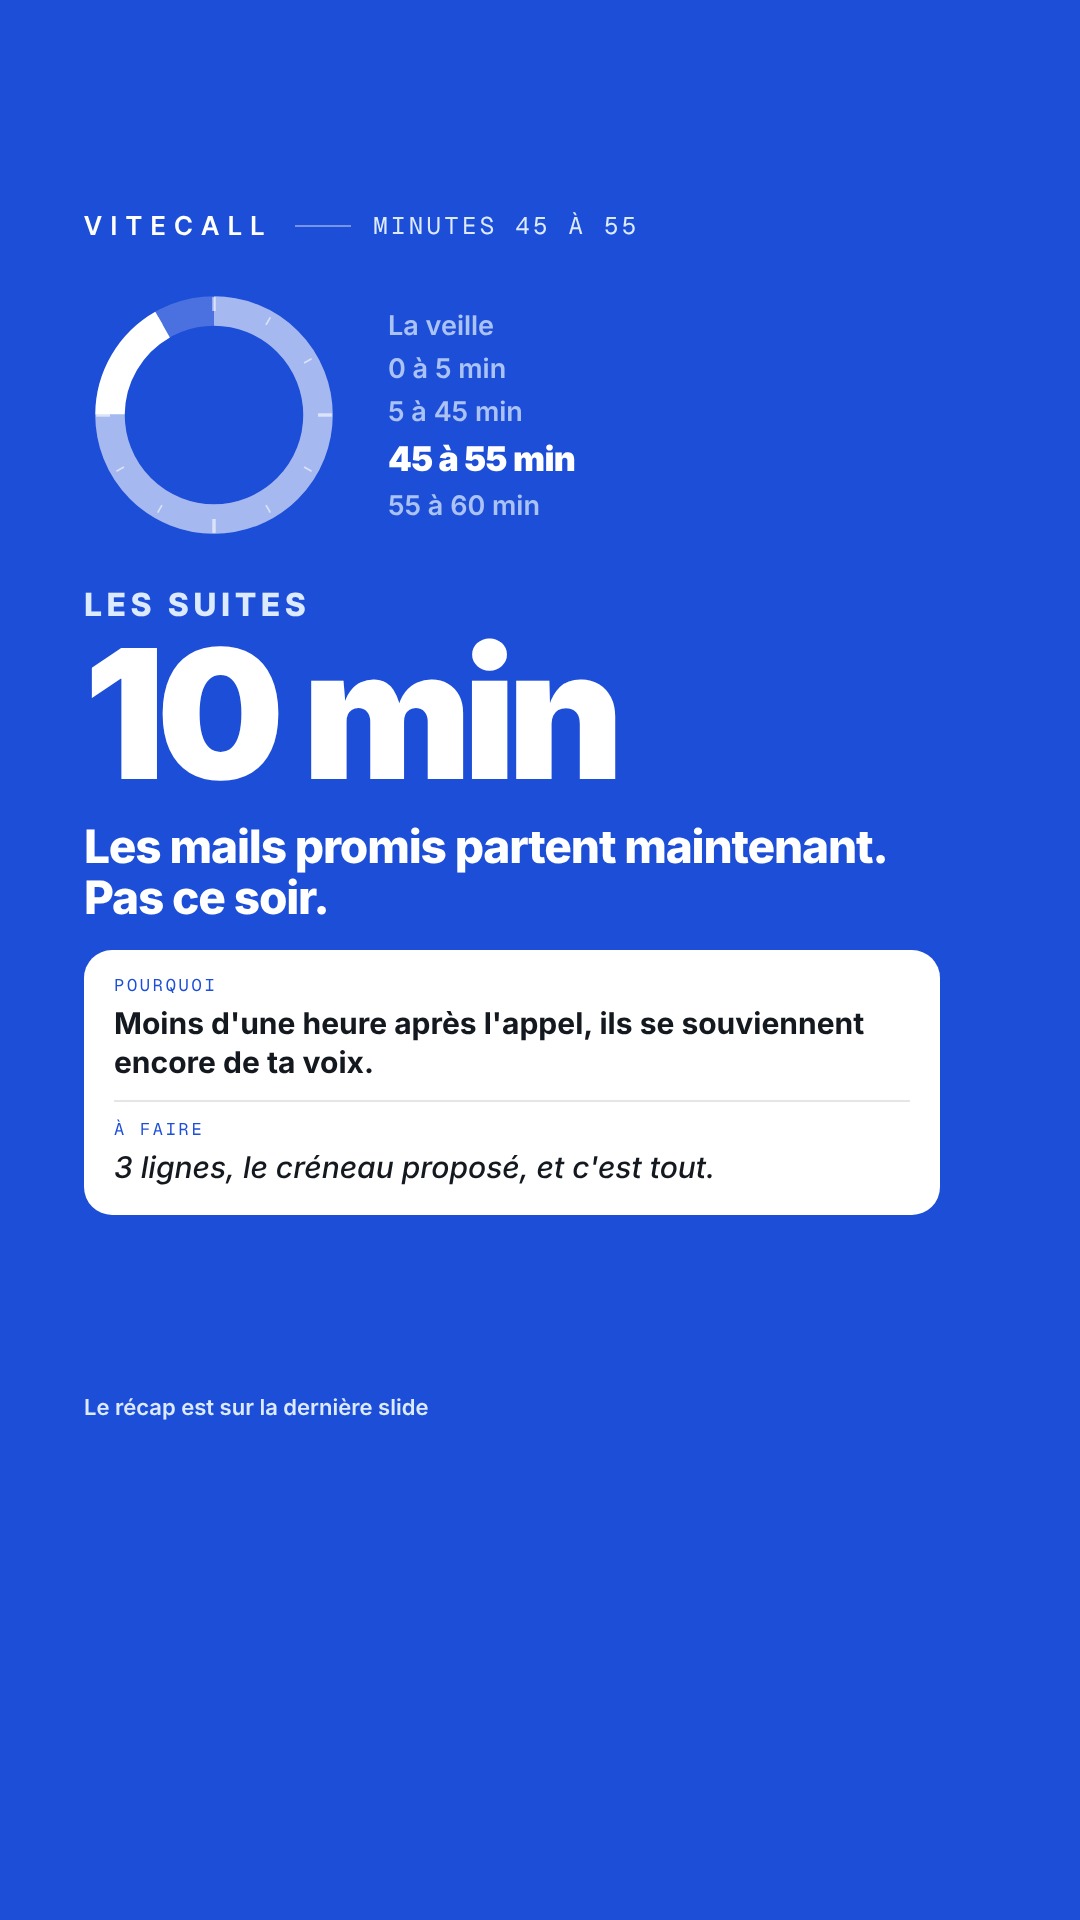 VITECALL — MINUTES 45 À 55
La veille
0 à 5 min
5 à 45 min
45 à 55 min
55 à 60 min
LES SUITES
10 min
Les mails promis partent maintenant.
Pas ce soir.
POURQUOI
Moins d'une heure après l'appel, ils se souviennent
encore de ta voix.
À FAIRE
3 lignes, le créneau proposé, et c'est tout.
Le récap est sur la dernière slide